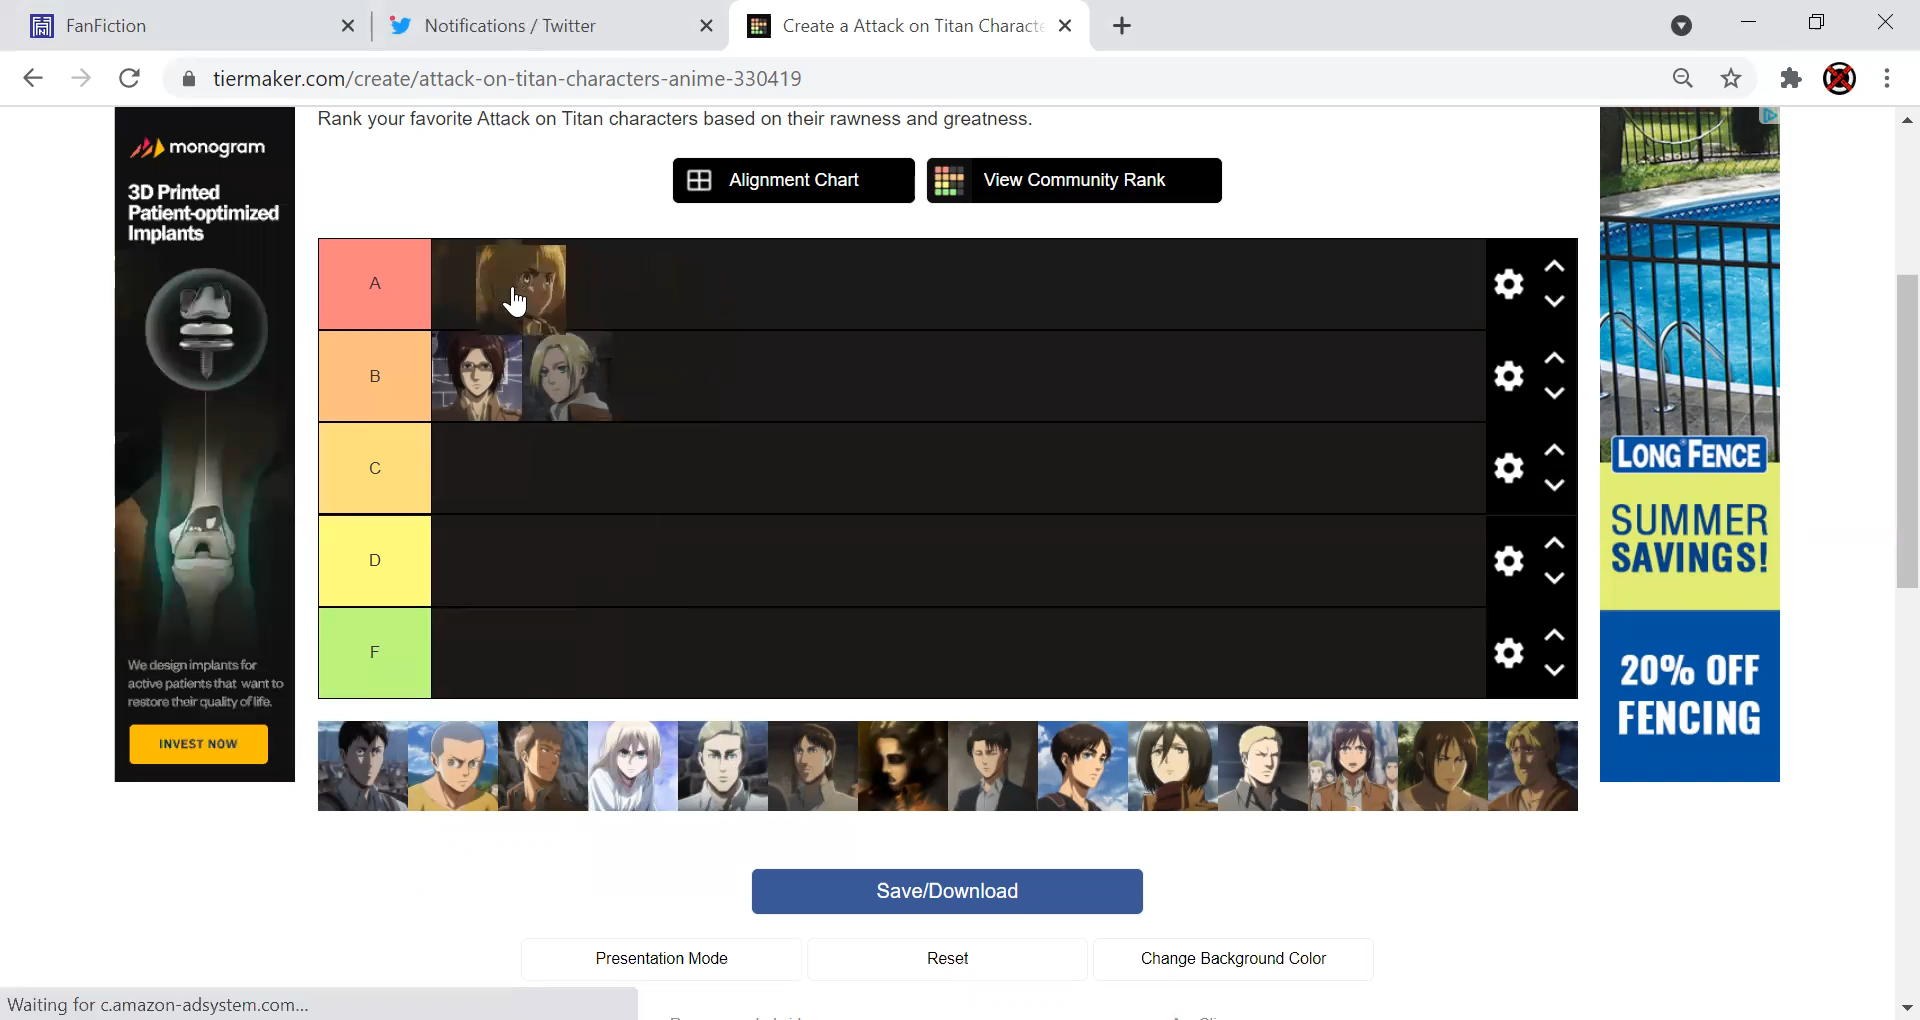 FanFiction
Notifications / Twitter
Create a Attack on Titan Characte
tiermaker.com/create/attack-on-titan-characters-anime-330419
Rank your favorite Attack on Titan characters based on their rawness and greatness.
Alignment Chart
View Community Rank
monogram
3D Printed
Patient-optimized
Implants
We design implants for
active patients that want to
restore their quality of life.
INVEST NOW
A
B
C
D
F
LONG FENCE
SUMMER
SAVINGS!
20% OFF
FENCING
Save/Download
Presentation Mode
Reset
Change Background Color
Waiting for c.amazon-adsystem.com...